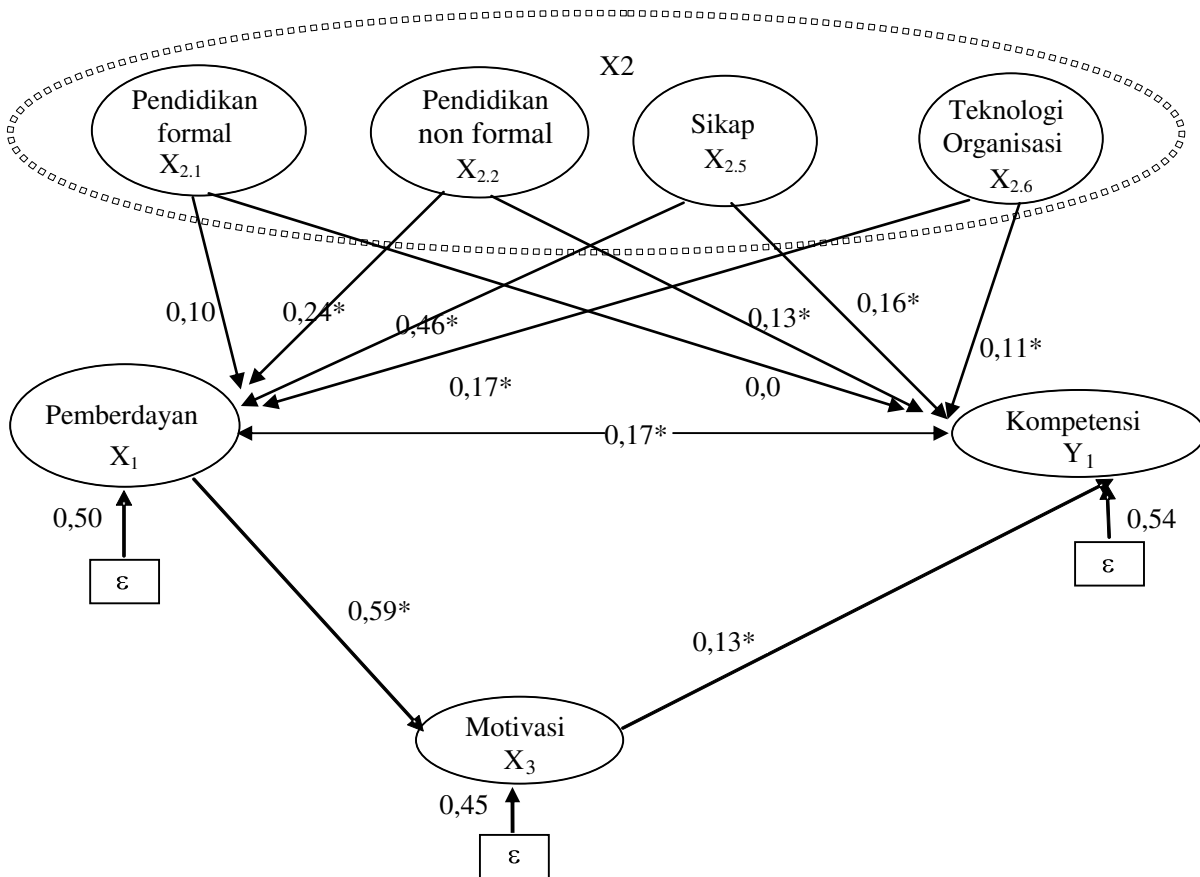 X2
Pendidikan
formal
X2.1
Pendidikan
non formal
X2.2
Sikap
X2.5
Teknologi
Organisasi
X2.6
0,10
0,24*
0,46*
0,17*
0,0
0,13*
0,16*
0,11*
Pemberdayan
X1
0,17*
Kompetensi
Y1
0,50
ε
0,54
ε
0,59*
0,13*
Motivasi
X3
0,45
ε